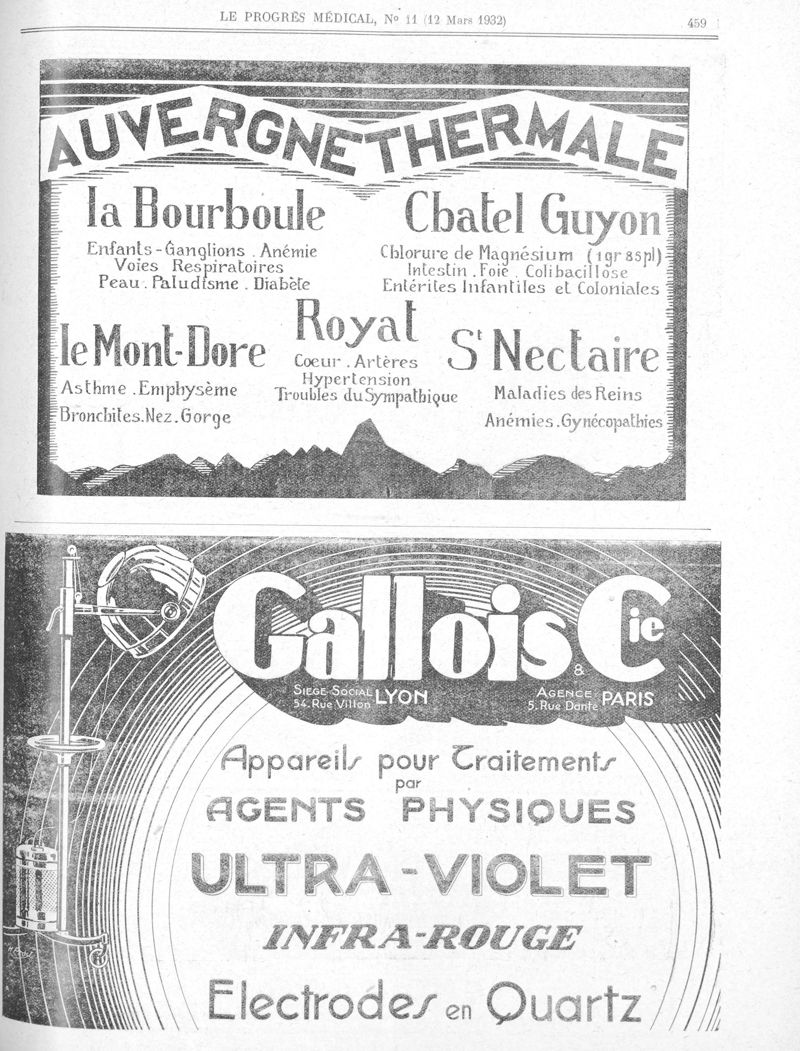 LE PROGRÈS MÉDICAL, Nº 11 (12 Mars 1932)
459
AUVERGNE THERMALE
la Bourboule
Enfants-Ganglions . Anémie
Voies Respiratoires
Peau . Paludisme . Diabète
Chatel Guyon
Chlorure de Magnésium (1gr 85pl)
Intestin . Foie . Colibacillose
Entérites Infantiles et Coloniales
le Mont-Dore
Asthme . Emphysème
Bronchites . Nez . Gorge
Royat
Coeur . Artères
Hypertension
Troubles du Sympathique
St Nectaire
Maladies des Reins
Anémies . Gynécopathies
Gallois & Cie
SIEGE SOCIAL
54. Rue Villon
LYON
AGENCE:
5. Rue Dante
PARIS
Appareils pour Traitements
par
AGENTS PHYSIQUES
ULTRA-VIOLET
INFRA-ROUGE
Electrodes en Quartz